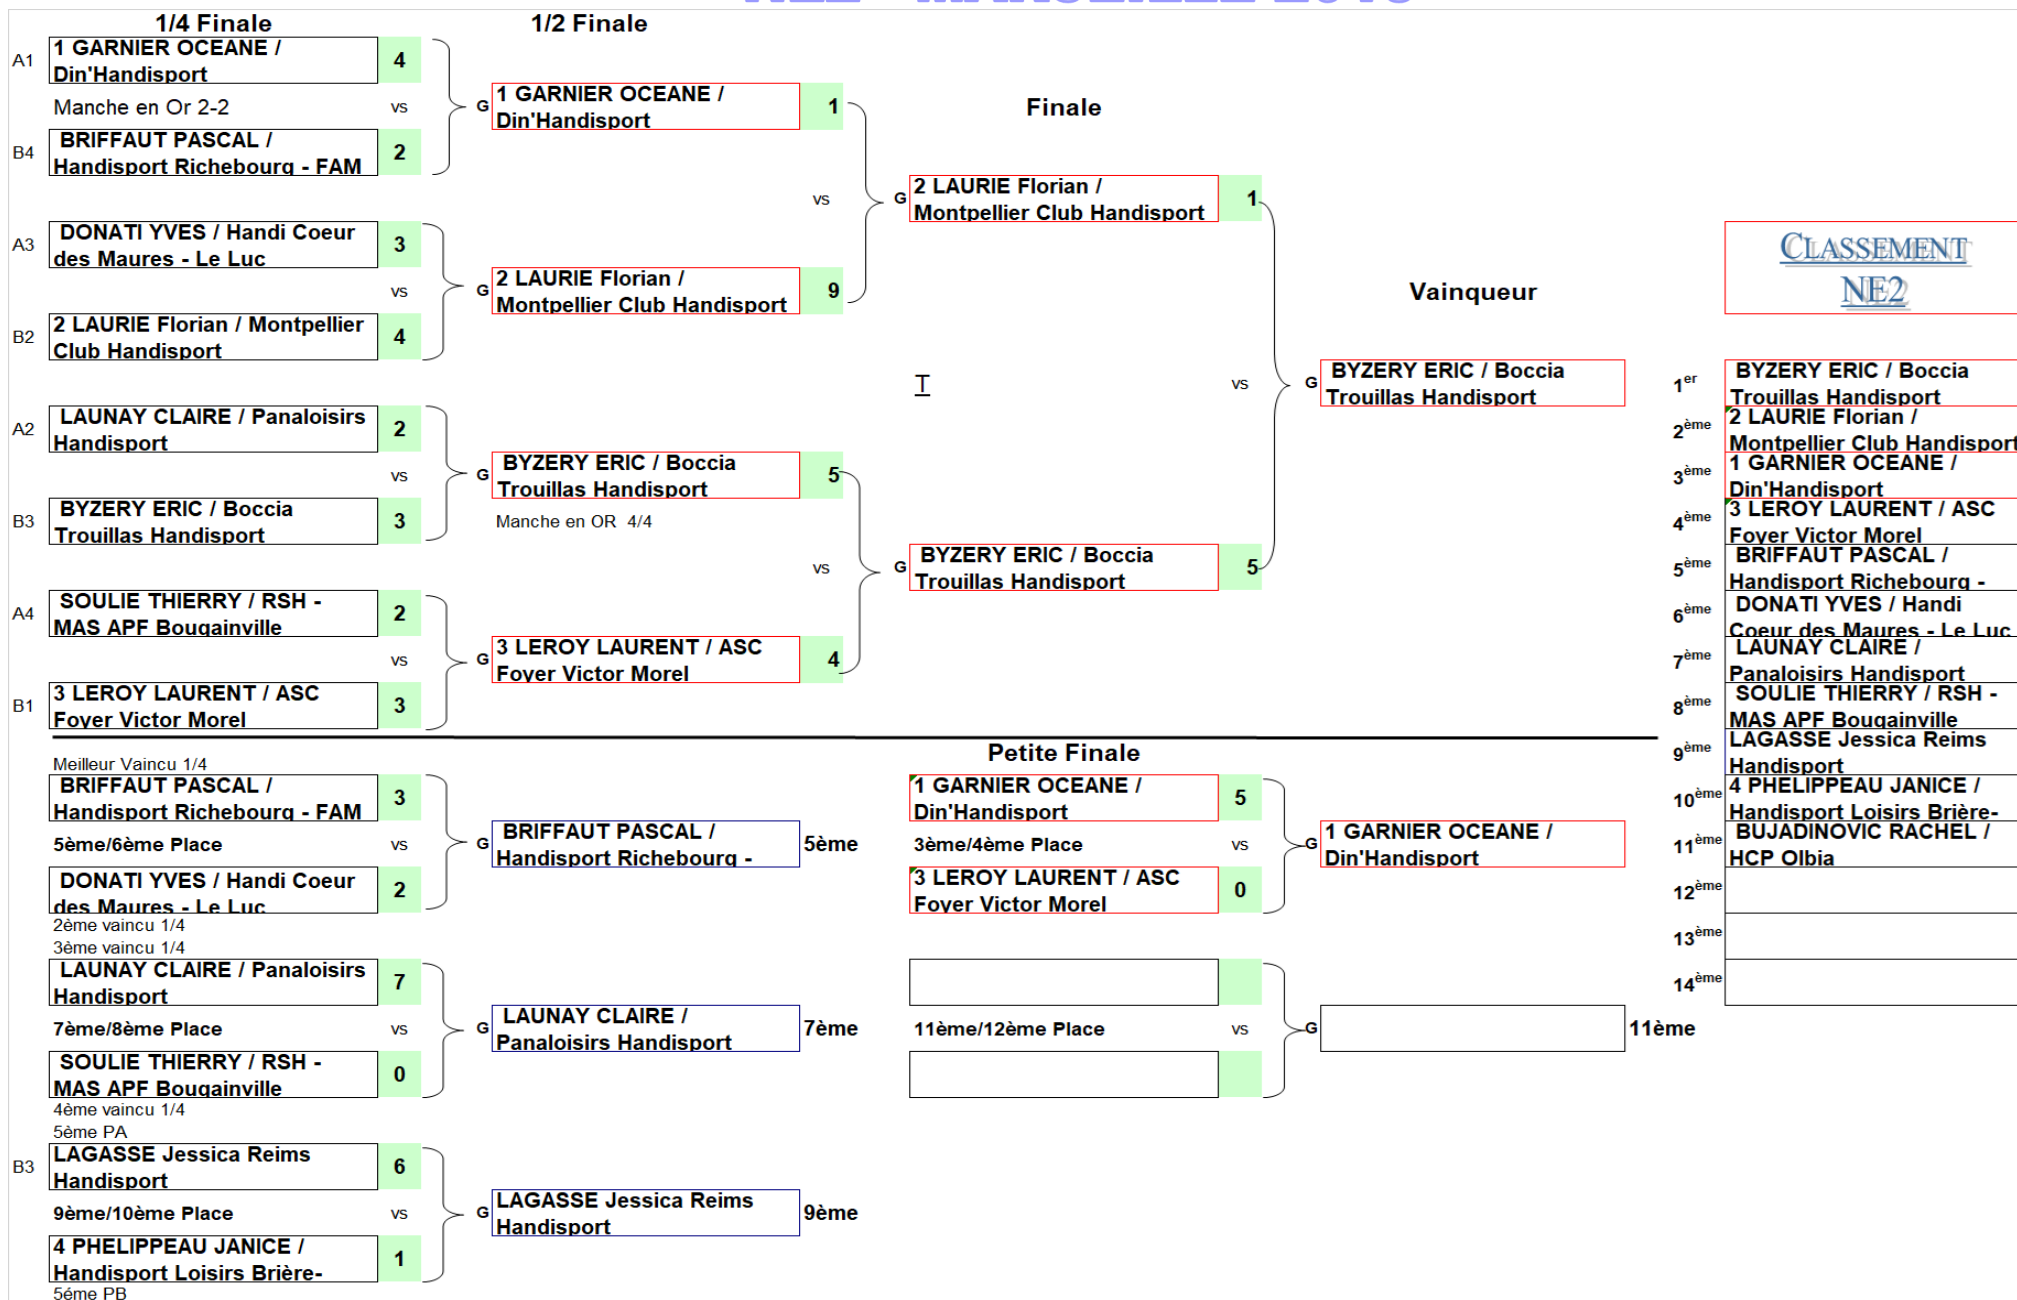 1/4 Finale
1/2 Finale
A1
1 GARNIER OCEANE /
Din'Handisport
4
Manche en Or 2-2
vs
B4
BRIFFAUT PASCAL /
Handisport Richebourg - FAM
2
G
1 GARNIER OCEANE /
Din'Handisport
1
vs
A3
DONATI YVES / Handi Coeur
des Maures - Le Luc
3
vs
B2
2 LAURIE Florian / Montpellier
Club Handisport
4
G
2 LAURIE Florian /
Montpellier Club Handisport
9
A2
LAUNAY CLAIRE / Panaloisirs
Handisport
2
vs
B3
BYZERY ERIC / Boccia
Trouillas Handisport
3
G
BYZERY ERIC / Boccia
Trouillas Handisport
5
Manche en OR 4/4
vs
A4
SOULIE THIERRY / RSH -
MAS APF Bougainville
2
vs
B1
3 LEROY LAURENT / ASC
Foyer Victor Morel
3
G
3 LEROY LAURENT / ASC
Foyer Victor Morel
4
Finale
G
2 LAURIE Florian /
Montpellier Club Handisport
1
T
vs
G
BYZERY ERIC / Boccia
Trouillas Handisport
5
Vainqueur
G
BYZERY ERIC / Boccia
Trouillas Handisport
Meilleur Vaincu 1/4
BRIFFAUT PASCAL /
Handisport Richebourg - FAM
3
5ème/6ème Place
vs
DONATI YVES / Handi Coeur
des Maures - Le Luc
2
2ème vaincu 1/4
G
BRIFFAUT PASCAL /
Handisport Richebourg -
5ème
3ème vaincu 1/4
LAUNAY CLAIRE / Panaloisirs
Handisport
7
7ème/8ème Place
vs
SOULIE THIERRY / RSH -
MAS APF Bougainville
0
4ème vaincu 1/4
G
LAUNAY CLAIRE /
Panaloisirs Handisport
7ème
5ème PA
B3
LAGASSE Jessica Reims
Handisport
6
9ème/10ème Place
vs
4 PHELIPPEAU JANICE /
Handisport Loisirs Brière-
1
5éme PB
G
LAGASSE Jessica Reims
Handisport
9ème
Petite Finale
1 GARNIER OCEANE /
Din'Handisport
5
3ème/4ème Place
vs
3 LEROY LAURENT / ASC
Foyer Victor Morel
0
G
1 GARNIER OCEANE /
Din'Handisport
11ème/12ème Place
vs
G
11ème
CLASSEMENT
NE2
1er
BYZERY ERIC / Boccia
Trouillas Handisport
2ème
2 LAURIE Florian /
Montpellier Club Handisport
3ème
1 GARNIER OCEANE /
Din'Handisport
4ème
3 LEROY LAURENT / ASC
Foyer Victor Morel
5ème
BRIFFAUT PASCAL /
Handisport Richebourg -
6ème
DONATI YVES / Handi
Coeur des Maures - Le Luc
7ème
LAUNAY CLAIRE /
Panaloisirs Handisport
8ème
SOULIE THIERRY / RSH -
MAS APF Bougainville
9ème
LAGASSE Jessica Reims
Handisport
10ème
4 PHELIPPEAU JANICE /
Handisport Loisirs Brière-
11ème
BUJADINOVIC RACHEL /
HCP Olbia
12ème
13ème
14ème